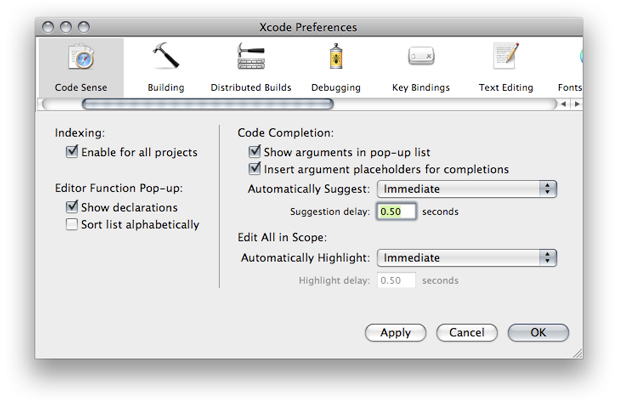 Xcode Preferences
Code Sense Building Distributed Builds Debugging Key Bindings Text Editing Fonts
Indexing:
Enable for all projects
Editor Function Pop-up:
Show declarations
Sort list alphabetically
Code Completion:
Show arguments in pop-up list
Insert argument placeholders for completions
Automatically Suggest: Immediate
Suggestion delay: 0.50 seconds
Edit All in Scope:
Automatically Highlight: Immediate
Highlight delay: 0.50 seconds
Apply Cancel OK